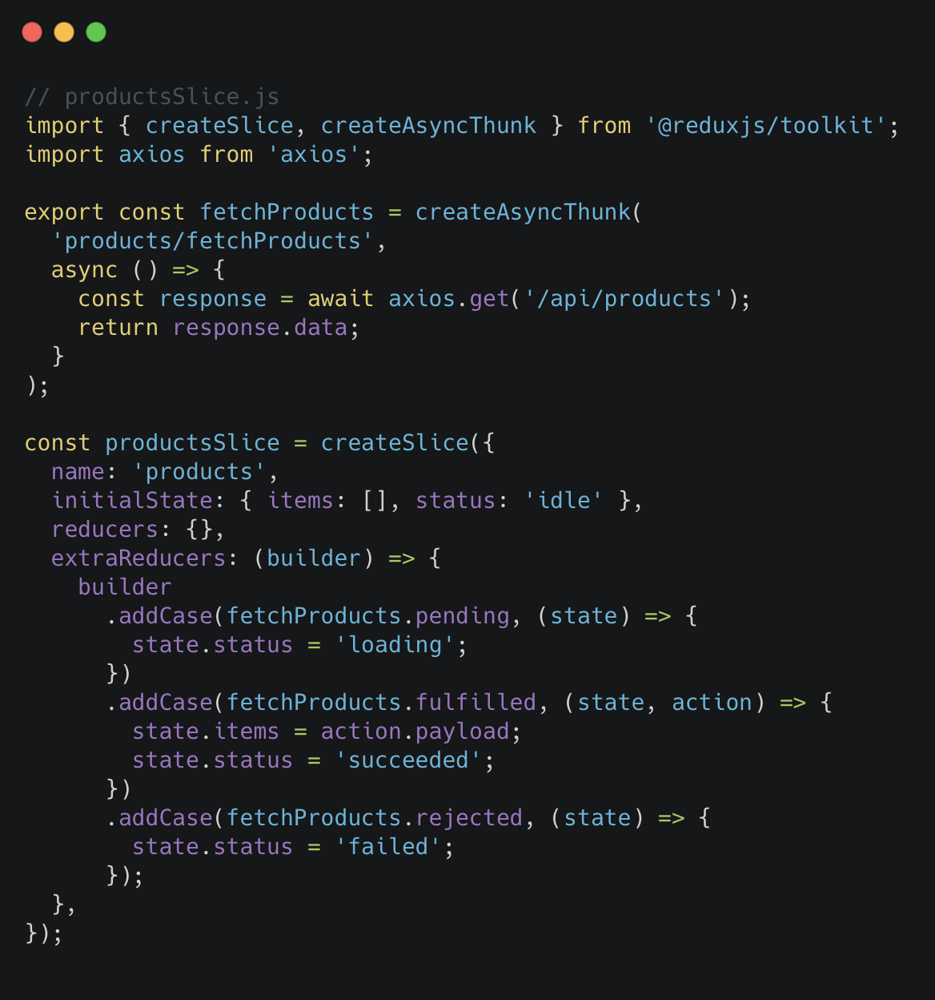 // productsSlice.js
import { createSlice, createAsyncThunk } from '@reduxjs/toolkit';
import axios from 'axios';

export const fetchProducts = createAsyncThunk(
  'products/fetchProducts',
  async () => {
    const response = await axios.get('/api/products');
    return response.data;
  }
);

const productsSlice = createSlice({
  name: 'products',
  initialState: { items: [], status: 'idle' },
  reducers: {},
  extraReducers: (builder) => {
    builder
      .addCase(fetchProducts.pending, (state) => {
        state.status = 'loading';
      })
      .addCase(fetchProducts.fulfilled, (state, action) => {
        state.items = action.payload;
        state.status = 'succeeded';
      })
      .addCase(fetchProducts.rejected, (state) => {
        state.status = 'failed';
      });
  },
});